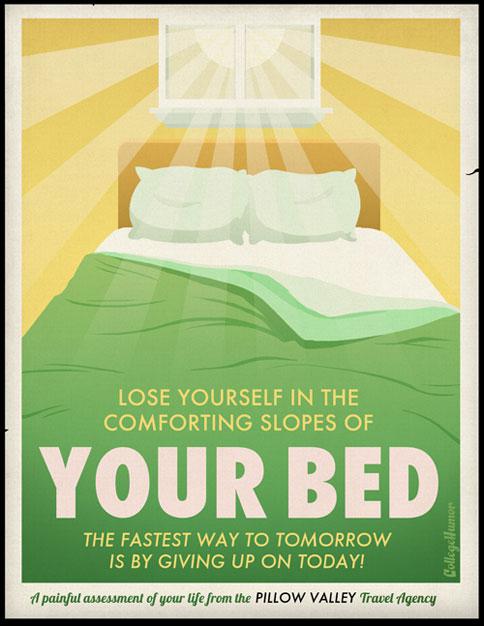 LOSE YOURSELF IN THE
COMFORTING SLOPES OF
YOUR BED
THE FASTEST WAY TO TOMORROW
IS BY GIVING UP ON TODAY!
CollegeHumor
A painful assessment of your life from the PILLOW VALLEY Travel Agency